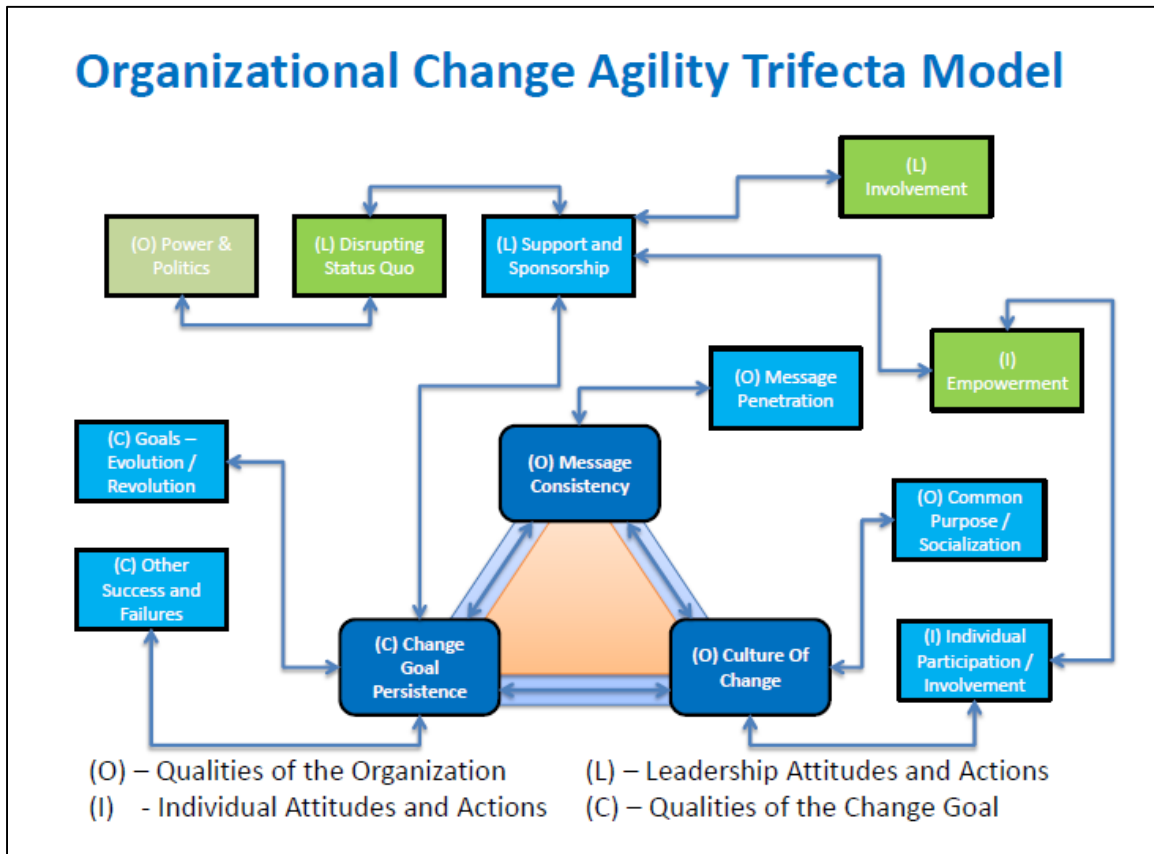 Organizational Change Agility Trifecta Model
(L)
Involvement
(O) Power &
Politics
(L) Disrupting
Status Quo
(L) Support and
Sponsorship
(I)
Empowerment
(O) Message
Penetration
(C) Goals –
Evolution /
Revolution
(O) Message
Consistency
(O) Common
Purpose /
Socialization
(C) Other
Success and
Failures
(C) Change
Goal
Persistence
(O) Culture Of
Change
(I) Individual
Participation /
Involvement
(O) – Qualities of the Organization
(L) – Leadership Attitudes and Actions
(I) - Individual Attitudes and Actions
(C) – Qualities of the Change Goal